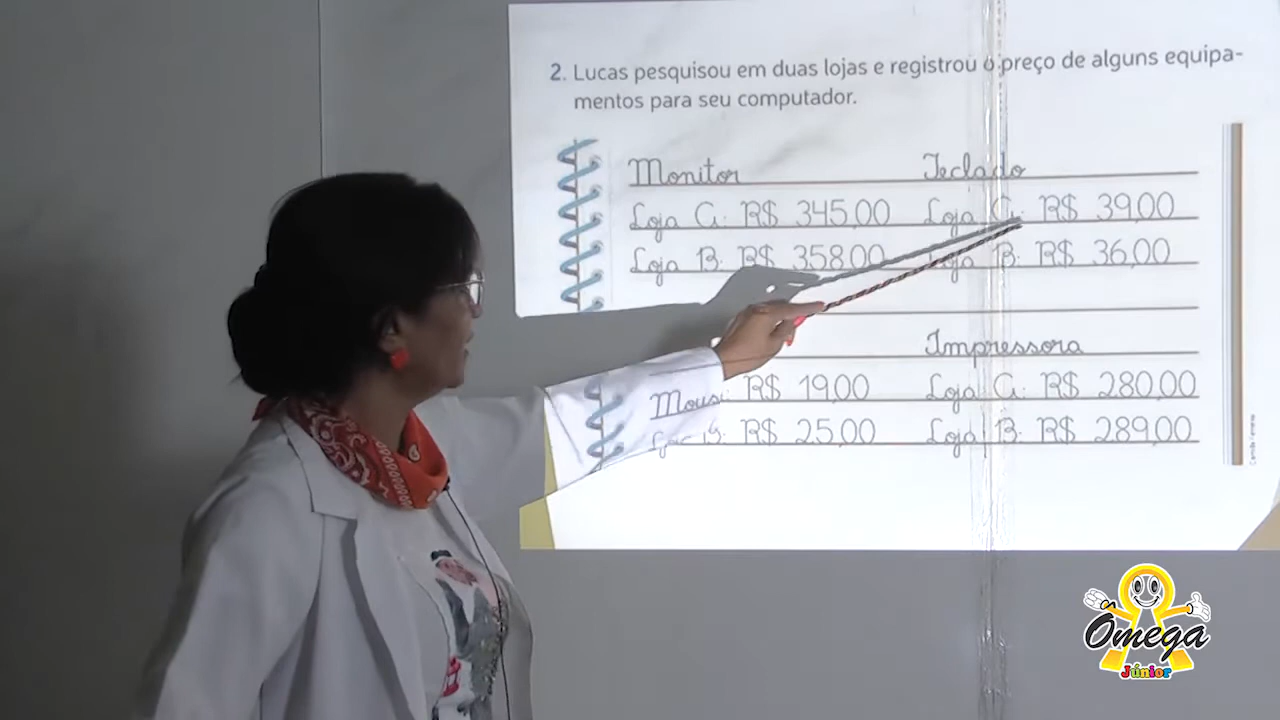 2. Lucas pesquisou em duas lojas e registrou o preço de alguns equipa-
mentos para seu computador.
Monitor
Loja A: R$ 345,00
Loja B: R$ 358,00
Teclado
Loja A: R$ 39,00
Loja B: R$ 36,00
Mouse
R$ 19,00
R$ 25,00
Impressora
Loja A: R$ 280,00
Loja B: R$ 289,00
Ômega
Júnior